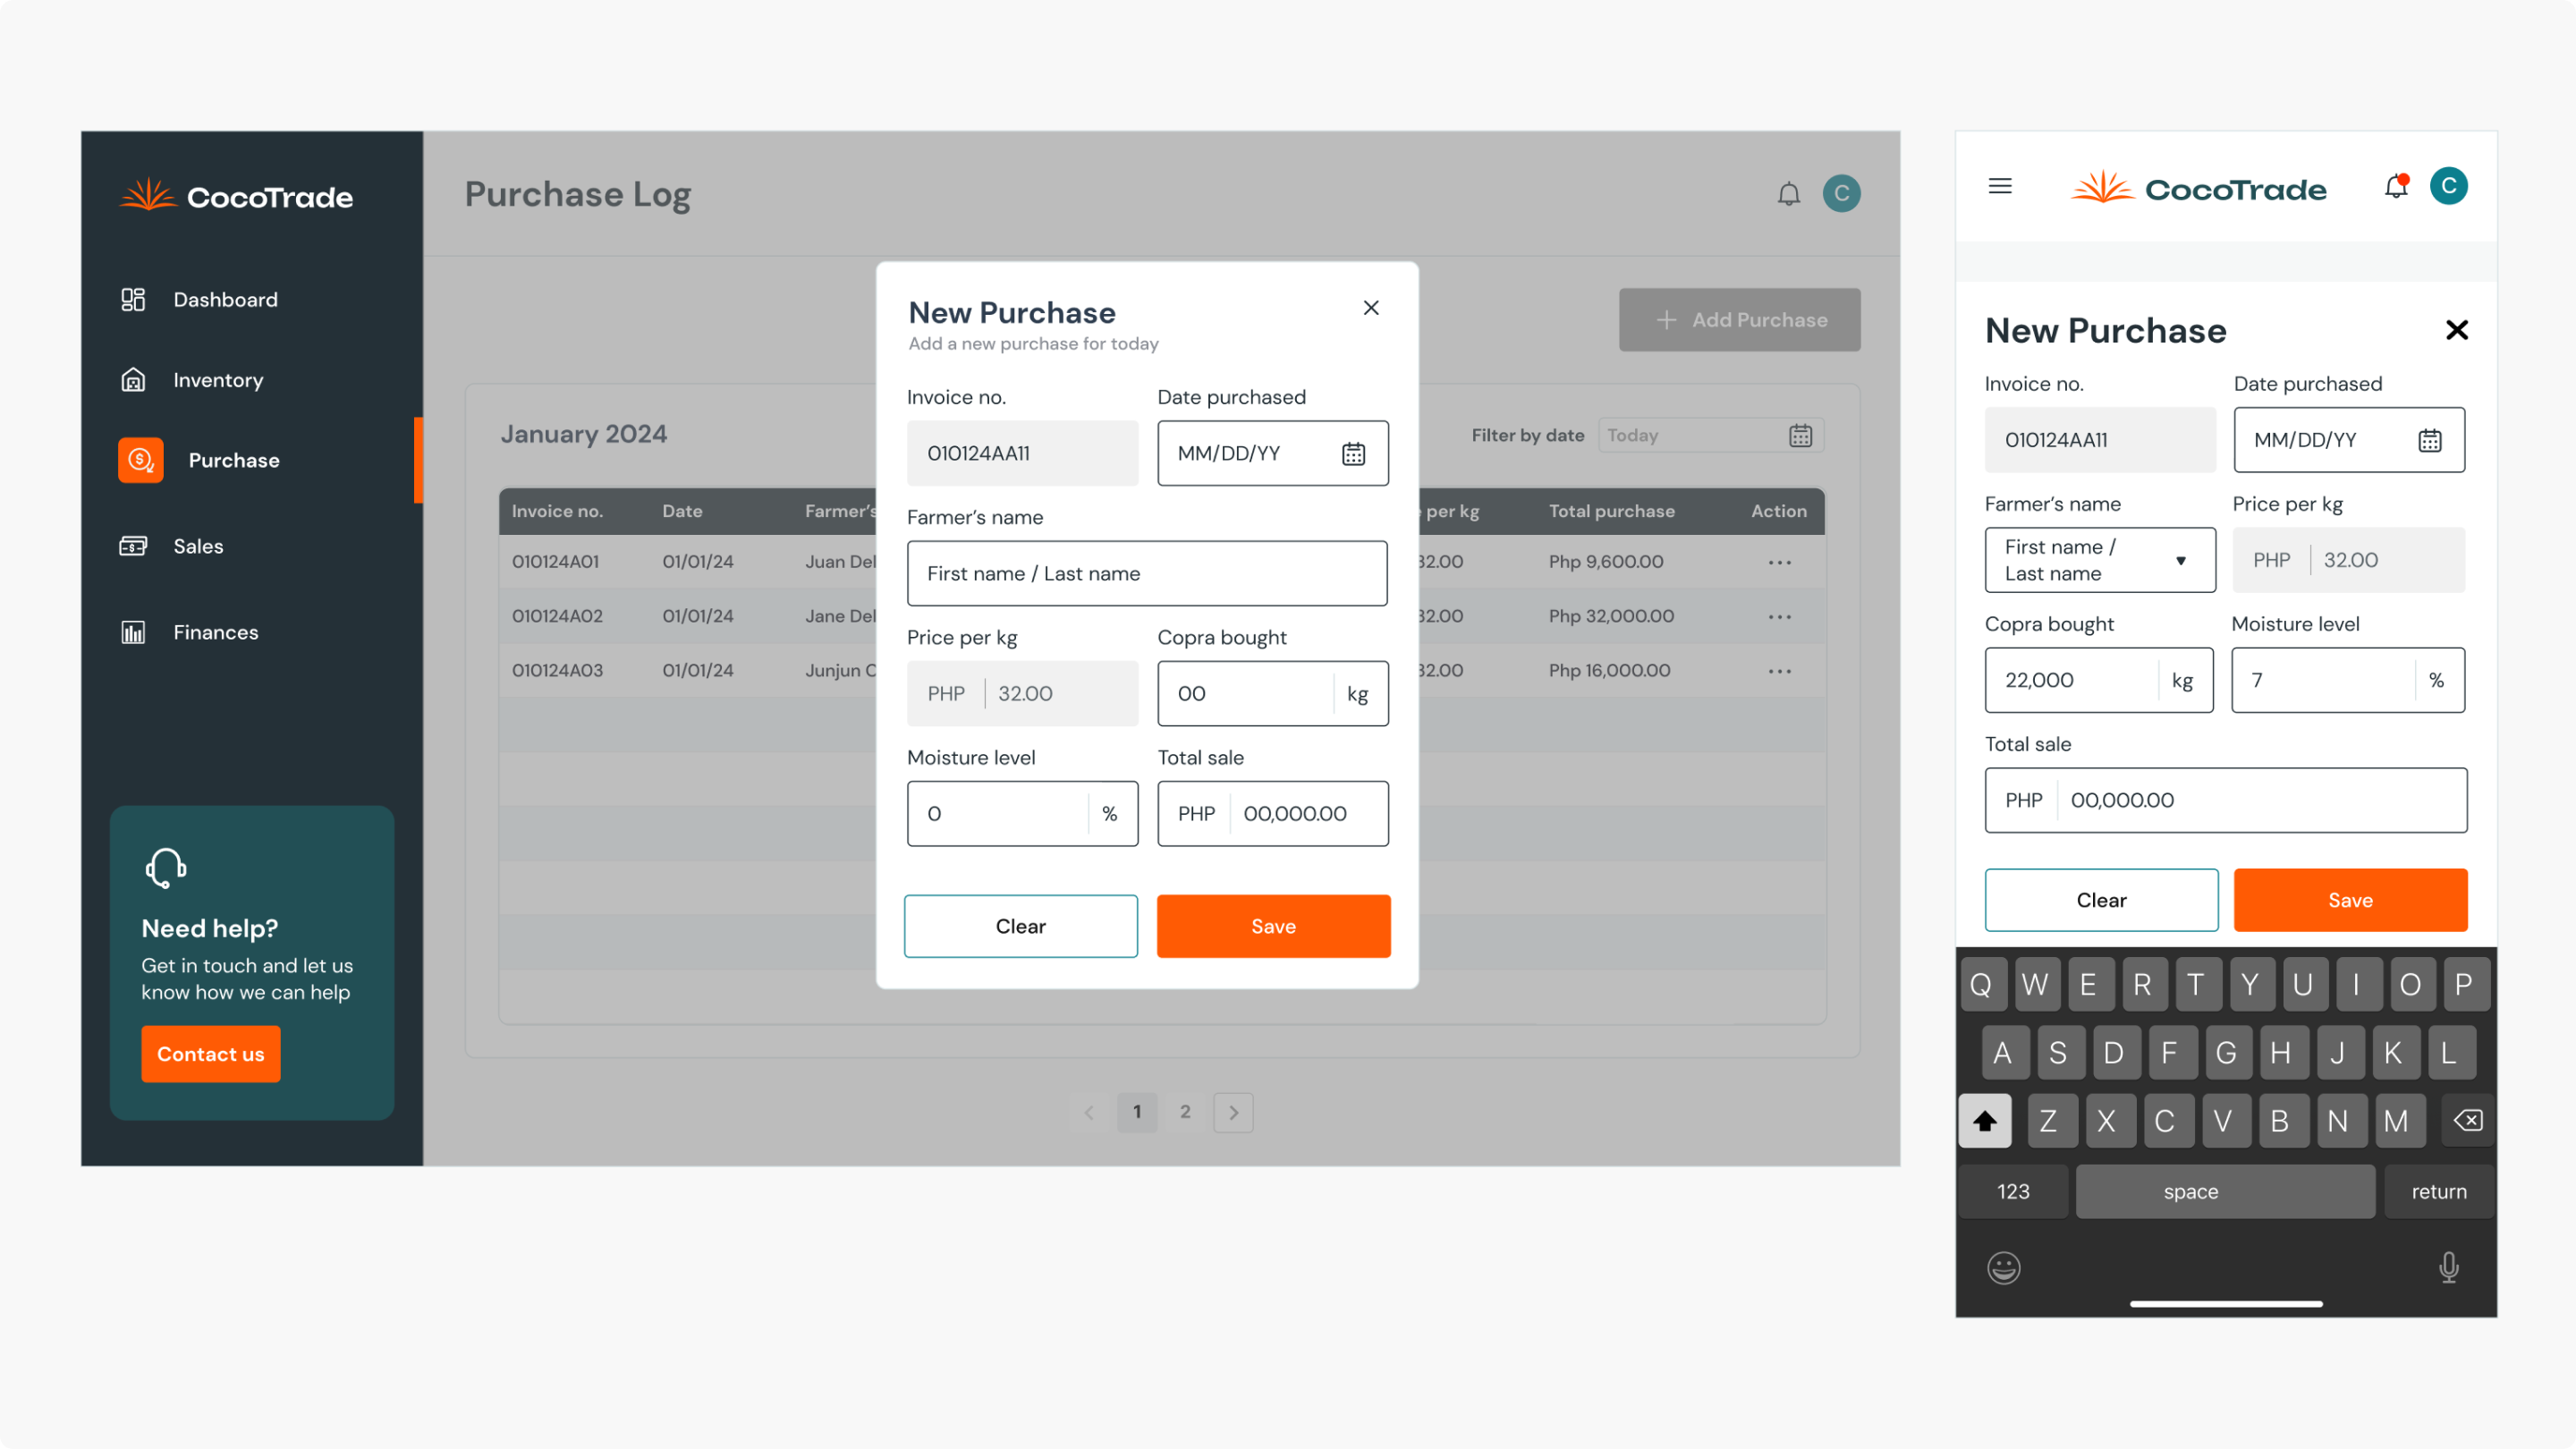 CocoTrade
Dashboard
Inventory
Purchase
Sales
Finances
Need help?
Get in touch and let us
know how we can help
Contact us
Purchase Log
C
Add Purchase
January 2024
Filter by date
Today
Invoice no. Date Farmer's per kg Total purchase Action
010124A01 01/01/24 Juan Del 32.00 Php 9,600.00
010124A02 01/01/24 Jane Del 32.00 Php 32,000.00
010124A03 01/01/24 Junjun C 32.00 Php 16,000.00
1 2
New Purchase
Add a new purchase for today
Invoice no. Date purchased
010124AA11 MM/DD/YY
Farmer's name
First name / Last name
Price per kg Copra bought
PHP 32.00 00 kg
Moisture level Total sale
0 % PHP 00,000.00
Clear Save
CocoTrade
C
New Purchase
Invoice no. Date purchased
010124AA11 MM/DD/YY
Farmer's name Price per kg
First name /
Last name
PHP 32.00
Copra bought Moisture level
22,000 kg 7 %
Total sale
PHP 00,000.00
Clear Save
Q W E R T Y U I O P
A S D F G H J K L
Z X C V B N M
123 space return